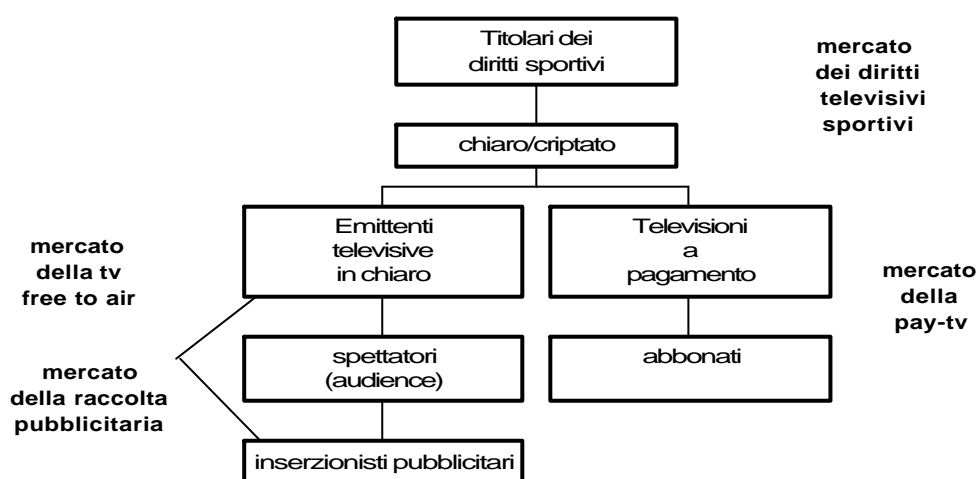 Titolari dei
diritti sportivi
mercato
dei diritti
televisivi
sportivi
chiaro/criptato
Emittenti
televisive
in chiaro
Televisioni
a
pagamento
mercato
della tv
free to air
mercato
della
pay-tv
spettatori
(audience)
abbonati
mercato
della raccolta
pubblicitaria
inserzionisti pubblicitari